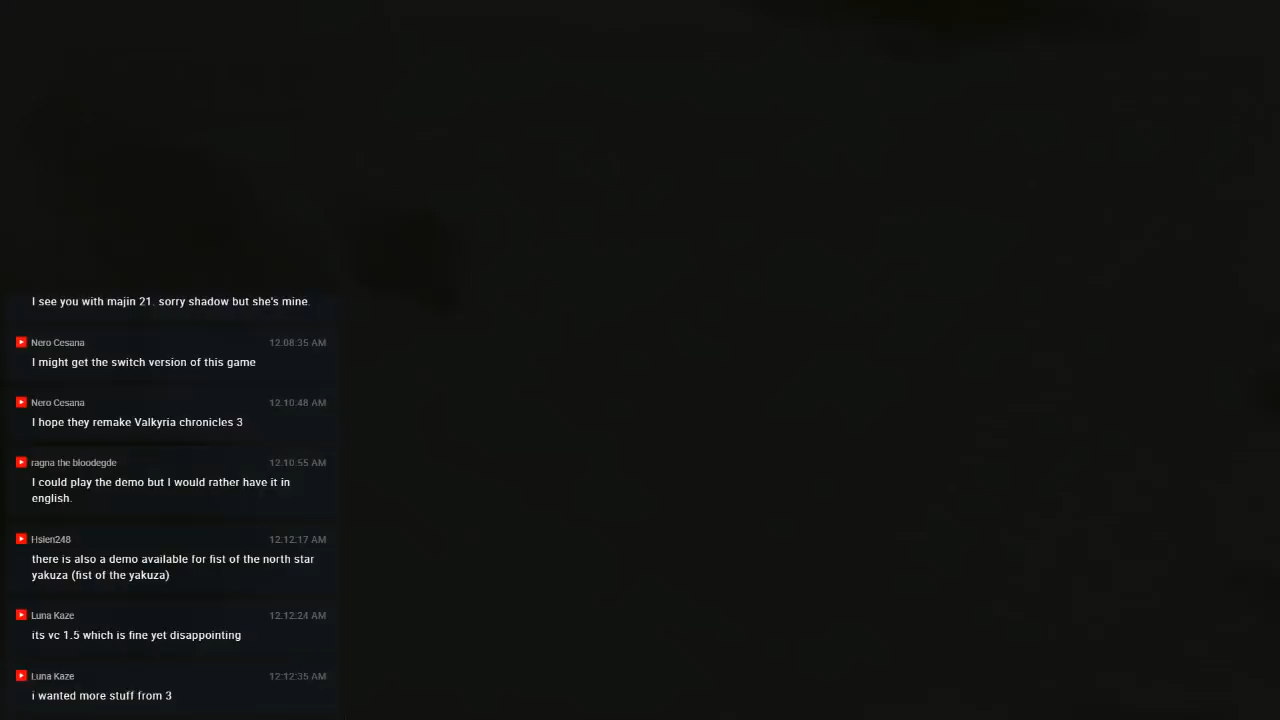 I see you with majin 21. sorry shadow but she's mine.
Nero Cesana 12:08:35 AM
I might get the switch version of this game
Nero Cesana 12:10:48 AM
I hope they remake Valkyria chronicles 3
ragna the bloodegde 12:10:55 AM
I could play the demo but I would rather have it in
english.
Hsien248 12:12:17 AM
there is also a demo available for fist of the north star
yakuza (fist of the yakuza)
Luna Kaze 12:12:24 AM
its vc 1.5 which is fine yet disappointing
Luna Kaze 12:12:35 AM
i wanted more stuff from 3